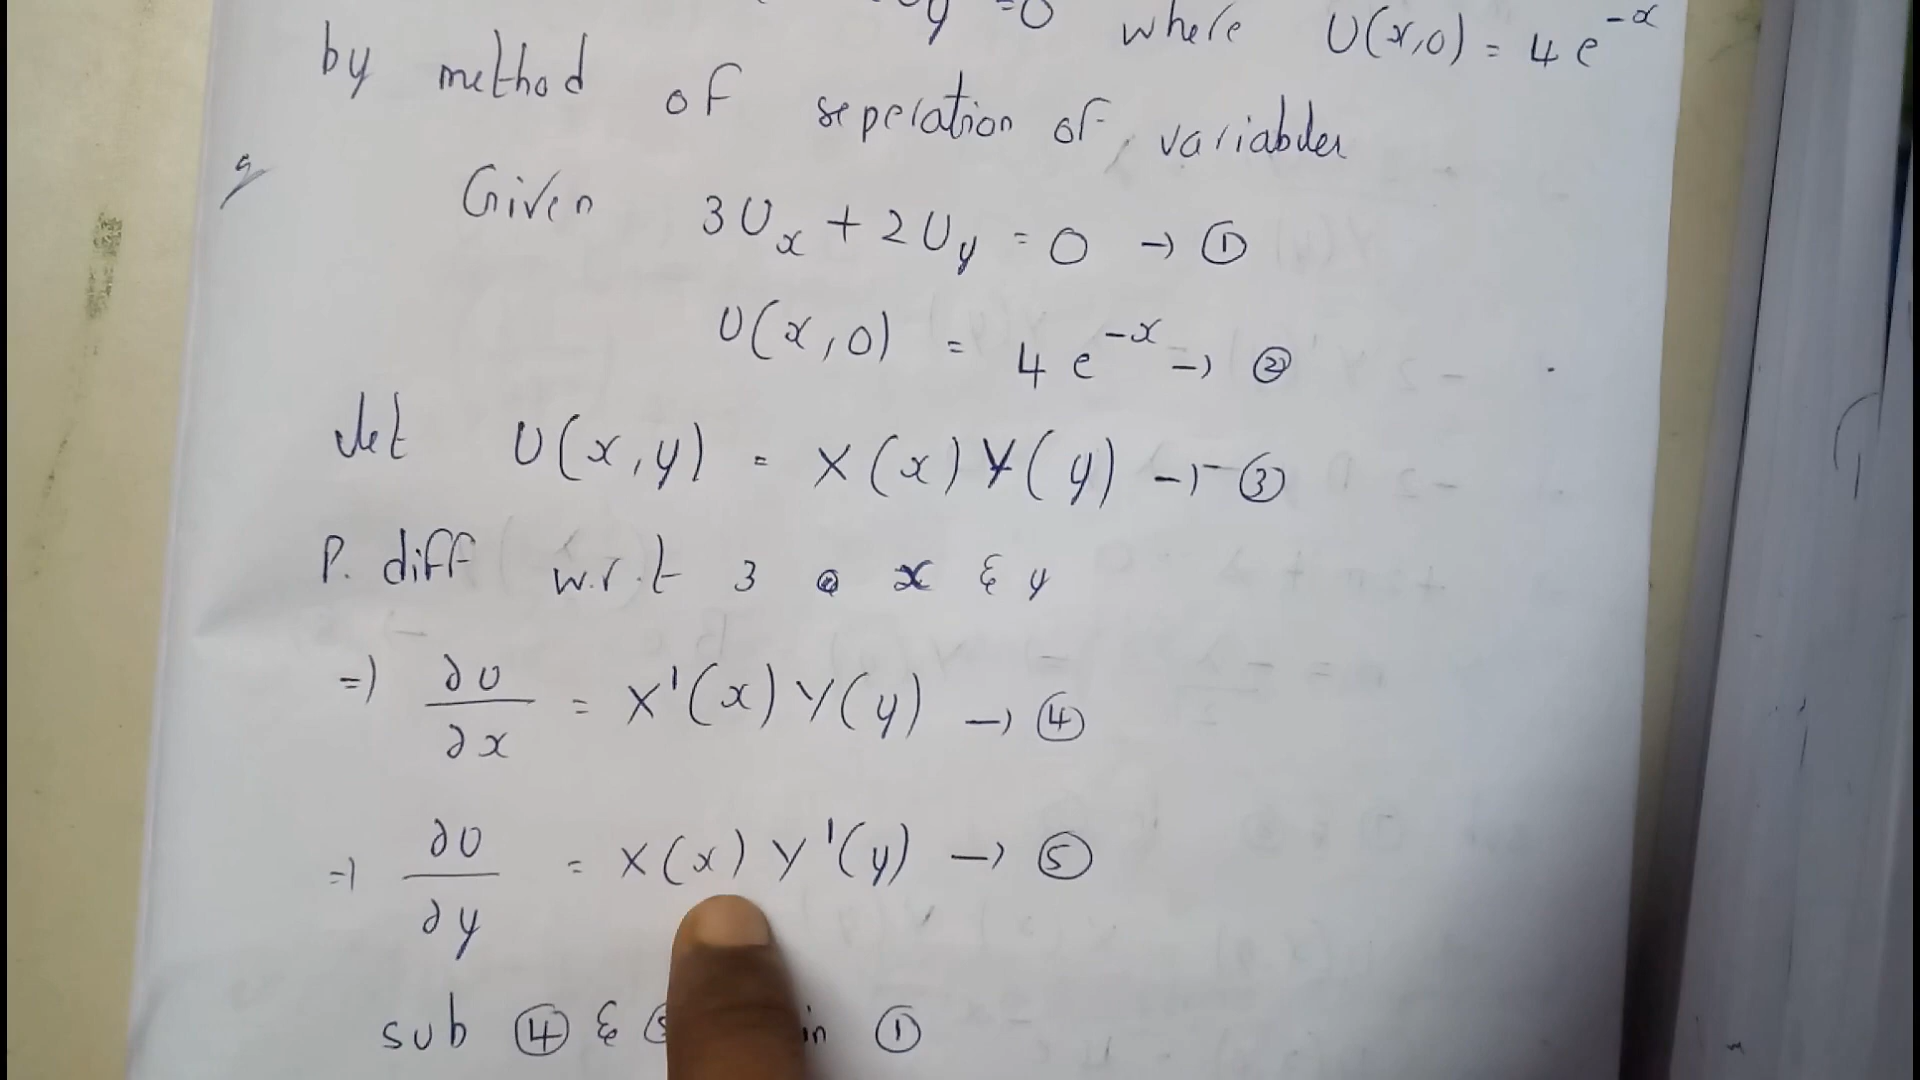 y = 0 where U(x,0) = 4e^{-x}
by method of seperation of variables
Given 3U_x + 2U_y = 0 → ①
U(x,0) = 4e^{-x} → ②
Let U(x,y) = X(x) Y(y) → ③
P. diff w.r.t 3 x & y
⇒ ∂U/∂x = X'(x) Y(y) → ④
⇒ ∂U/∂y = X(x) Y'(y) → ⑤
sub ④ & in ①